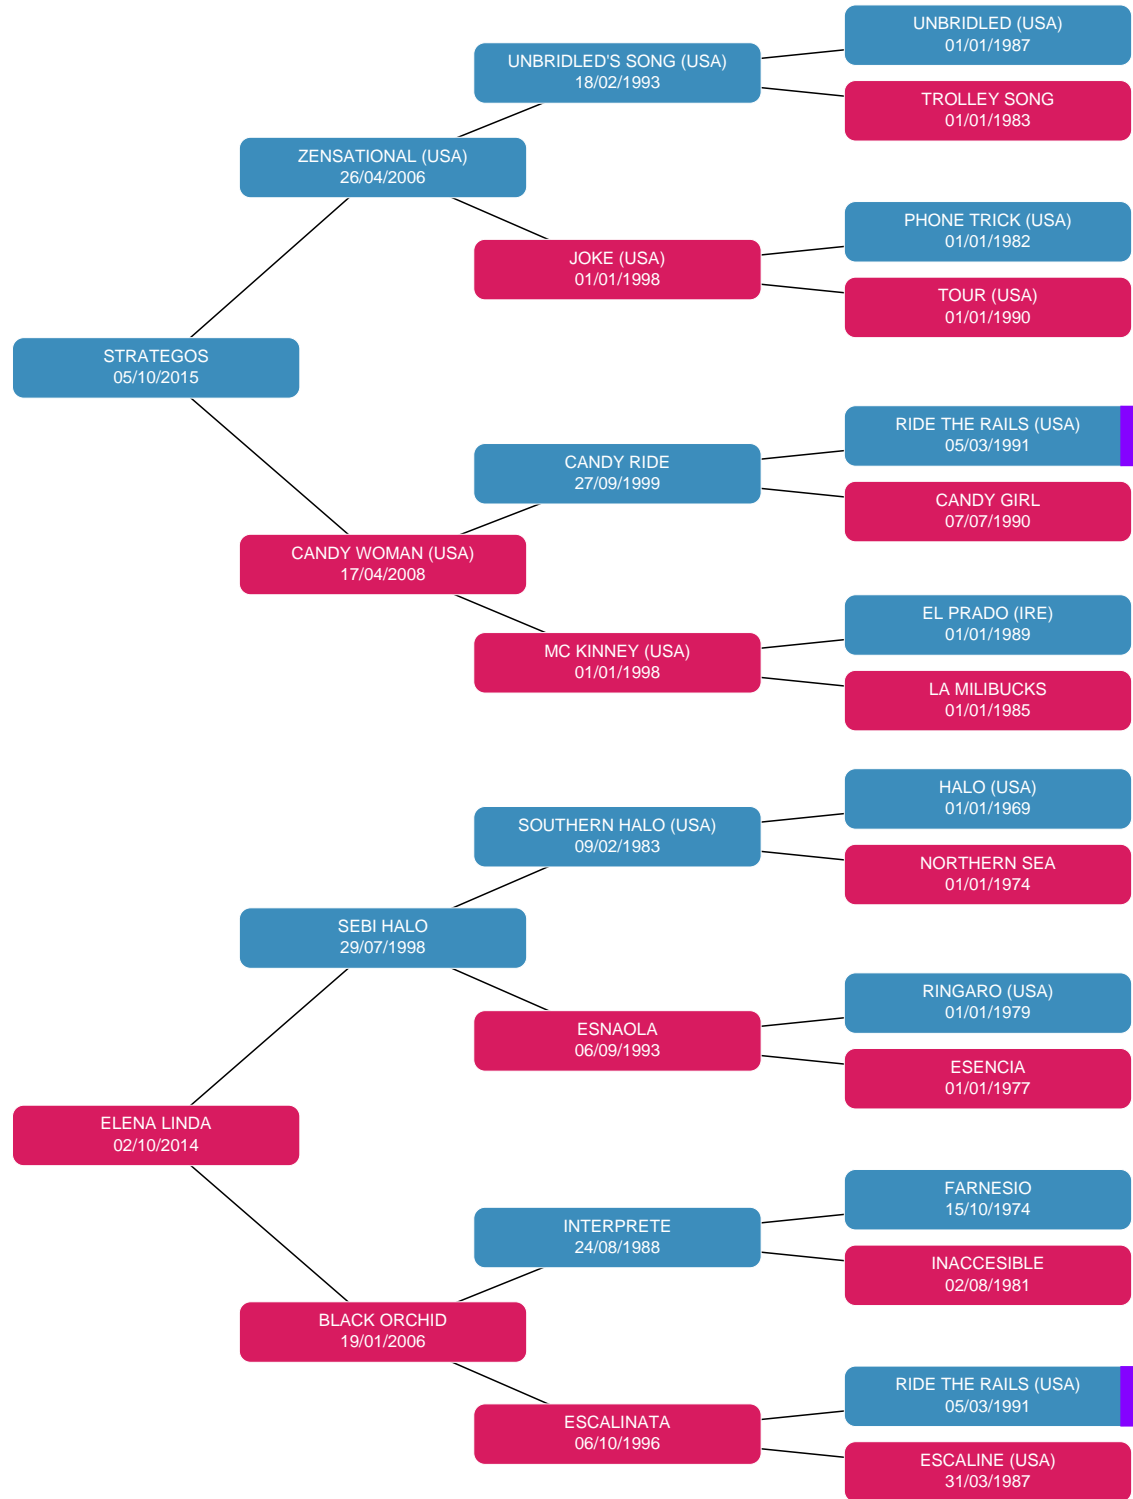 UNBRIDLED (USA)
01/01/1987
UNBRIDLED'S SONG (USA)
18/02/1993
TROLLEY SONG
01/01/1983
ZENSATIONAL (USA)
26/04/2006
PHONE TRICK (USA)
01/01/1982
JOKE (USA)
01/01/1998
TOUR (USA)
01/01/1990
STRATEGOS
05/10/2015
RIDE THE RAILS (USA)
05/03/1991
CANDY RIDE
27/09/1999
CANDY GIRL
07/07/1990
CANDY WOMAN (USA)
17/04/2008
EL PRADO (IRE)
01/01/1989
MC KINNEY (USA)
01/01/1998
LA MILIBUCKS
01/01/1985
HALO (USA)
01/01/1969
SOUTHERN HALO (USA)
09/02/1983
NORTHERN SEA
01/01/1974
SEBI HALO
29/07/1998
RINGARO (USA)
01/01/1979
ESNAOLA
06/09/1993
ESENCIA
01/01/1977
ELENA LINDA
02/10/2014
FARNESIO
15/10/1974
INTERPRETE
24/08/1988
INACCESIBLE
02/08/1981
BLACK ORCHID
19/01/2006
RIDE THE RAILS (USA)
05/03/1991
ESCALINATA
06/10/1996
ESCALINE (USA)
31/03/1987